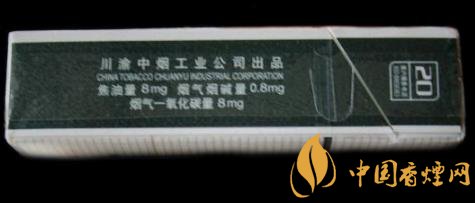 川渝中烟工业公司出品
CHINA TOBACCO CHUANYU INDUSTRIAL CORPORATION
焦油量 8mg 烟气烟碱量 0.8mg
烟气一氧化碳量 8mg
20
中国香煙网